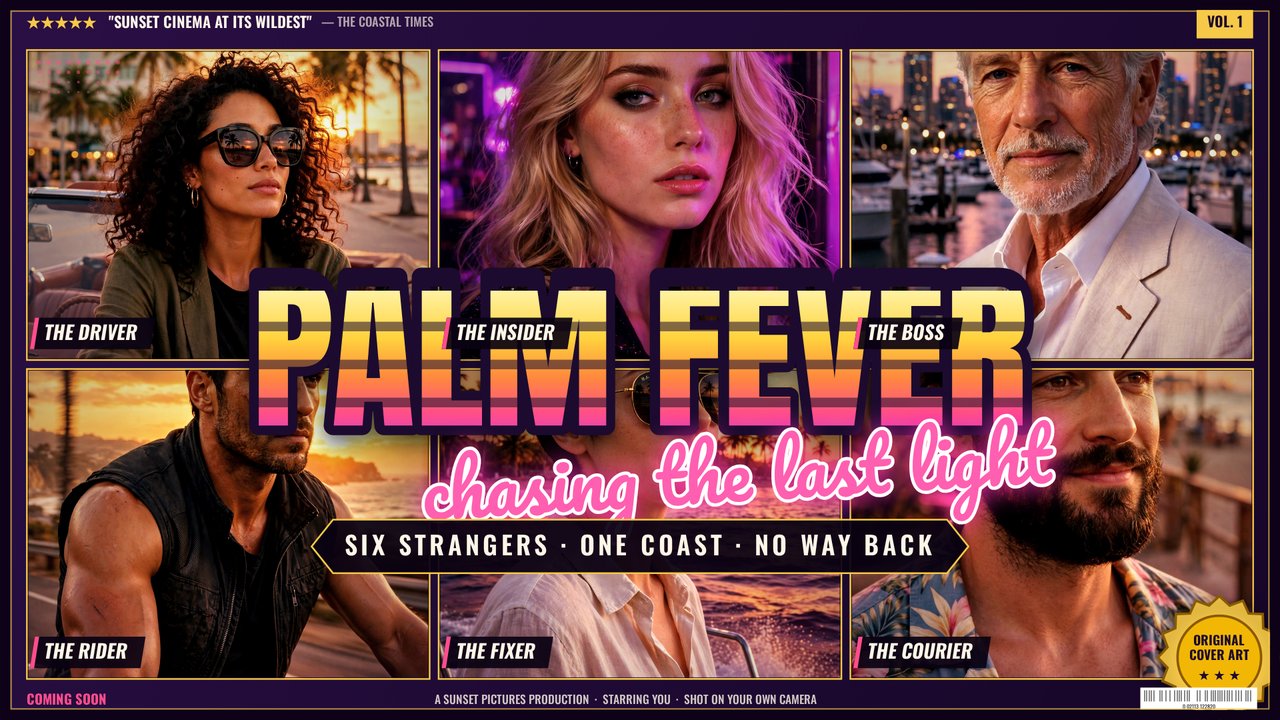 ★★★★★ "SUNSET CINEMA AT ITS WILDEST" — THE COASTAL TIMES
VOL. 1
PALM FEVER
THE DRIVER
THE INSIDER
THE BOSS
chasing the last light
SIX STRANGERS · ONE COAST · NO WAY BACK
THE RIDER
THE FIXER
THE COURIER
ORIGINAL
COVER ART
★ ★ ★
COMING SOON
A SUNSET PICTURES PRODUCTION · STARRING YOU · SHOT ON YOUR OWN CAMERA